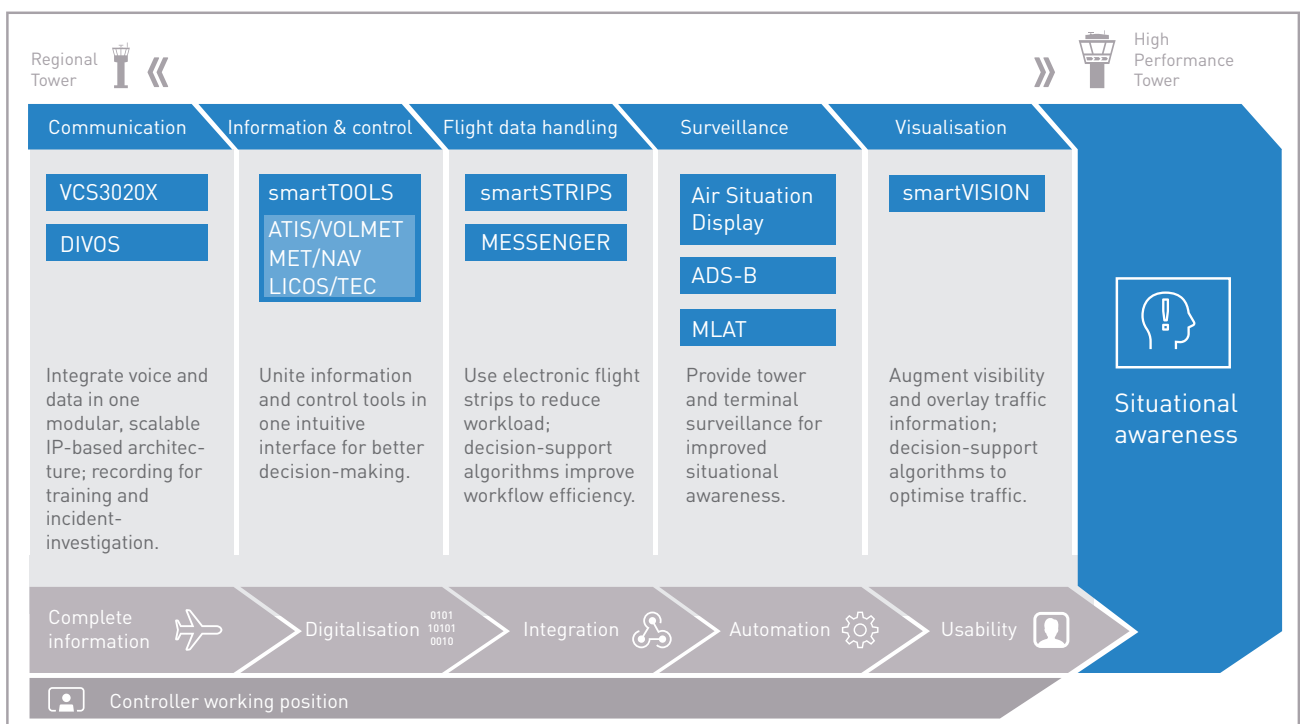 Regional
Tower
High
Performance
Tower
Communication
Information & control
Flight data handling
Surveillance
Visualisation
VCS3020X
DIVOS
Integrate voice and
data in one
modular, scalable
IP-based architec-
ture; recording for
training and
incident-
investigation.
smartTOOLS
ATIS/VOLMET
MET/NAV
LICOS/TEC
Unite information
and control tools in
one intuitive
interface for better
decision-making.
smartSTRIPS
MESSENGER
Use electronic flight
strips to reduce
workload;
decision-support
algorithms improve
workflow efficiency.
Air Situation
Display
ADS-B
MLAT
Provide tower
and terminal
surveillance for
improved
situational
awareness.
smartVISION
Augment visibility
and overlay traffic
information;
decision-support
algorithms to
optimise traffic.
Situational
awareness
Complete
information
Digitalisation
0101
10101
0010
Integration
Automation
Usability
Controller working position